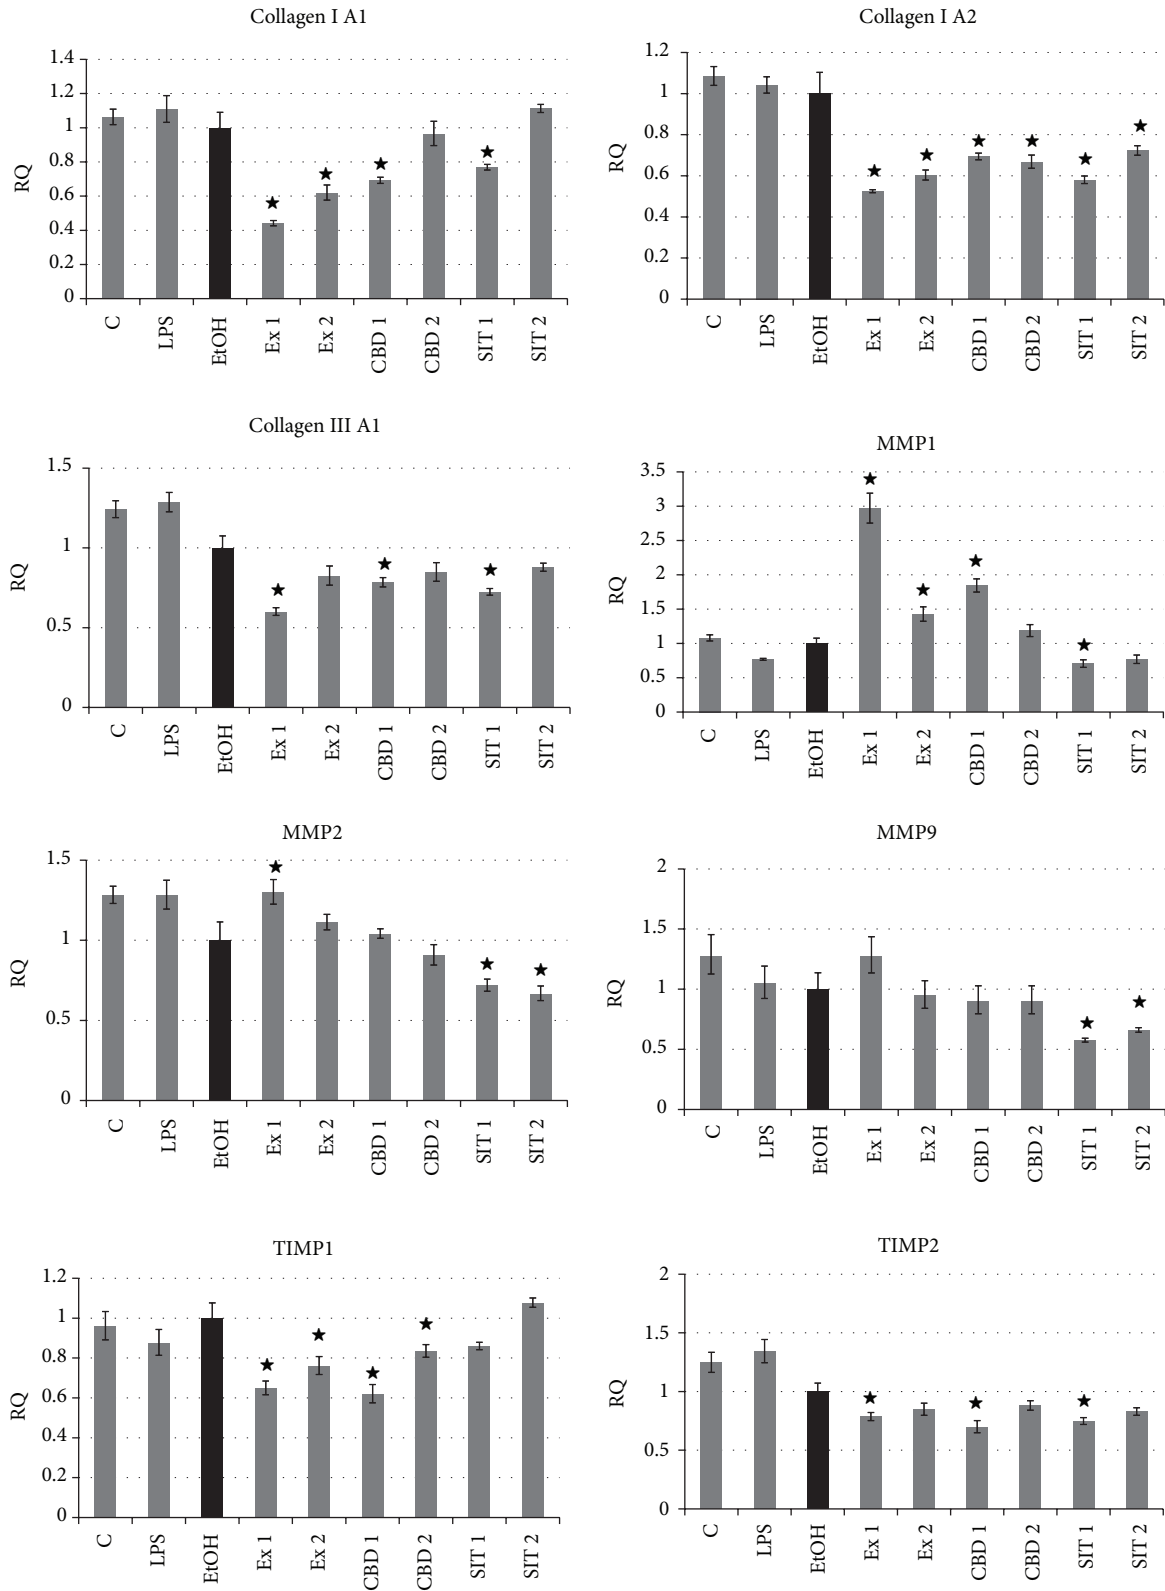 Collagen I A1
1.4
1.2
1
0.8
0.6
0.4
0.2
0
RQ
C
LPS
EtOH
Ex 1
Ex 2
CBD 1
CBD 2
SIT 1
SIT 2
Collagen I A2
1.2
1
0.8
0.6
0.4
0.2
0
RQ
C
LPS
EtOH
Ex 1
Ex 2
CBD 1
CBD 2
SIT 1
SIT 2
Collagen III A1
1.5
1
0.5
0
RQ
C
LPS
EtOH
Ex 1
Ex 2
CBD 1
CBD 2
SIT 1
SIT 2
MMP1
3.5
3
2.5
2
1.5
1
0.5
0
RQ
C
LPS
EtOH
Ex 1
Ex 2
CBD 1
CBD 2
SIT 1
SIT 2
MMP2
1.5
1
0.5
0
RQ
C
LPS
EtOH
Ex 1
Ex 2
CBD 1
CBD 2
SIT 1
SIT 2
MMP9
2
1.5
1
0.5
0
RQ
C
LPS
EtOH
Ex 1
Ex 2
CBD 1
CBD 2
SIT 1
SIT 2
TIMP1
1.2
1
0.8
0.6
0.4
0.2
0
RQ
C
LPS
EtOH
Ex 1
Ex 2
CBD 1
CBD 2
SIT 1
SIT 2
TIMP2
2
1.5
1
0.5
0
RQ
C
LPS
EtOH
Ex 1
Ex 2
CBD 1
CBD 2
SIT 1
SIT 2